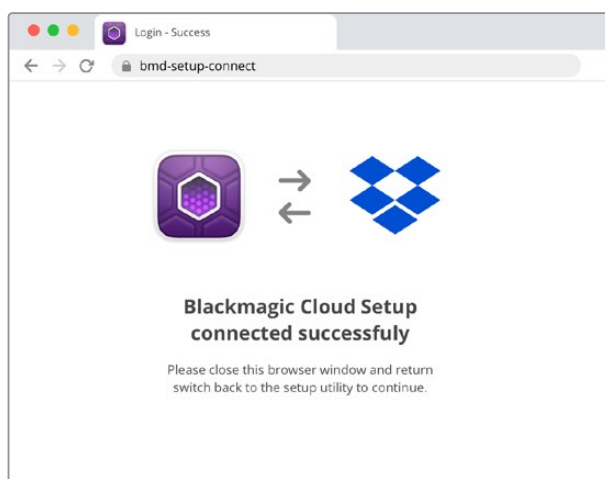 Login - Success
bmd-setup-connect
Blackmagic Cloud Setup
connected successfuly
Please close this browser window and return
switch back to the setup utility to continue.